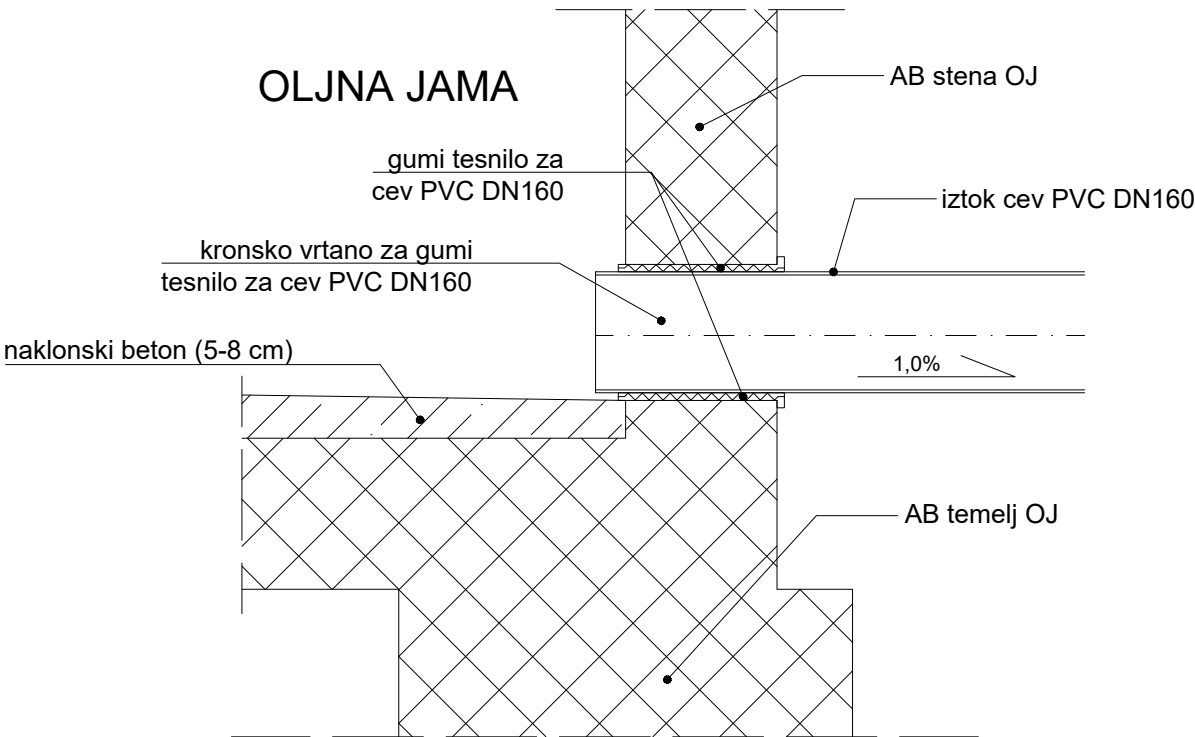 OLJNA JAMA
AB stena OJ
gumi tesnilo za
cev PVC DN160
iztok cev PVC DN160
kronsko vrtano za gumi
tesnilo za cev PVC DN160
naklonski beton (5-8 cm)
1,0%
AB temelj OJ